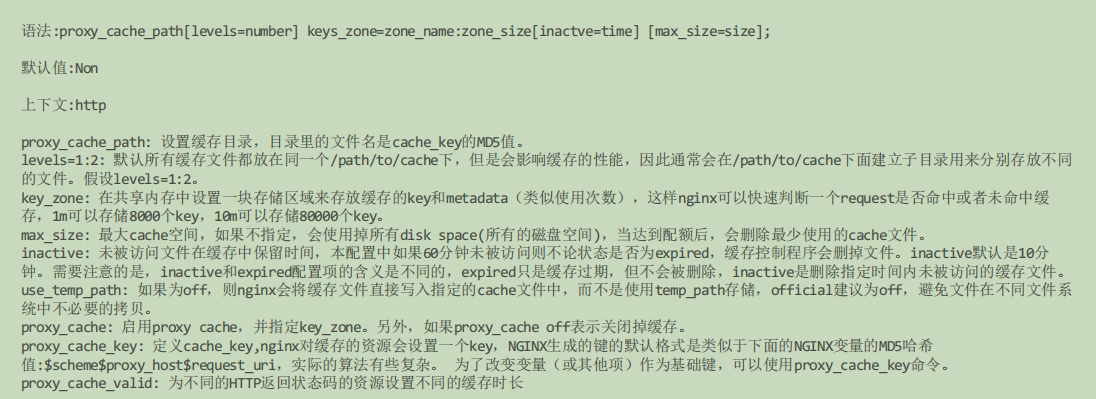 语法:proxy_cache_path[levels=number] keys_zone=zone_name:zone_size[inactve=time] [max_size=size];
默认值:Non
上下文:http
proxy_cache_path: 设置缓存目录，目录里的文件名是cache_key的MD5值。
levels=1:2: 默认所有缓存文件都放在同一个/path/to/cache下，但是会影响缓存的性能，因此通常会在/path/to/cache下面建立子目录用来分别存放不同
的文件。假设levels=1:2。
key_zone: 在共享内存中设置一块存储区域来存放缓存的key和metadata（类似使用次数），这样nginx可以快速判断一个request是否命中或者未命中缓
存，1m可以存储8000个key，10m可以存储80000个key。
max_size: 最大cache空间，如果不指定，会使用掉所有disk space(所有的磁盘空间)，当达到配额后，会删除最少使用的cache文件。
inactive: 未被访问文件在缓存中保留时间，本配置中如果60分钟未被访问则不论状态是否为expired，缓存控制程序会删掉文件。inactive默认是10分
钟。需要注意的是，inactive和expired配置项的含义是不同的，expired只是缓存过期，但不会被删除，inactive是删除指定时间内未被访问的缓存文件。
use_temp_path: 如果为off，则nginx会将缓存文件直接写入指定的cache文件中，而不是使用temp_path存储，official建议为off，避免文件在不同文件系
统中不必要的拷贝。
proxy_cache: 启用proxy cache，并指定key_zone。另外，如果proxy_cache off表示关闭掉缓存。
proxy_cache_key: 定义cache_key,nginx对缓存的资源会设置一个key，NGINX生成的键的默认格式是类似于下面的NGINX变量的MD5哈希
值:$scheme$proxy_host$request_uri，实际的算法有些复杂。 为了改变变量（或其他项）作为基础键，可以使用proxy_cache_key命令。
proxy_cache_valid: 为不同的HTTP返回状态码的资源设置不同的缓存时长